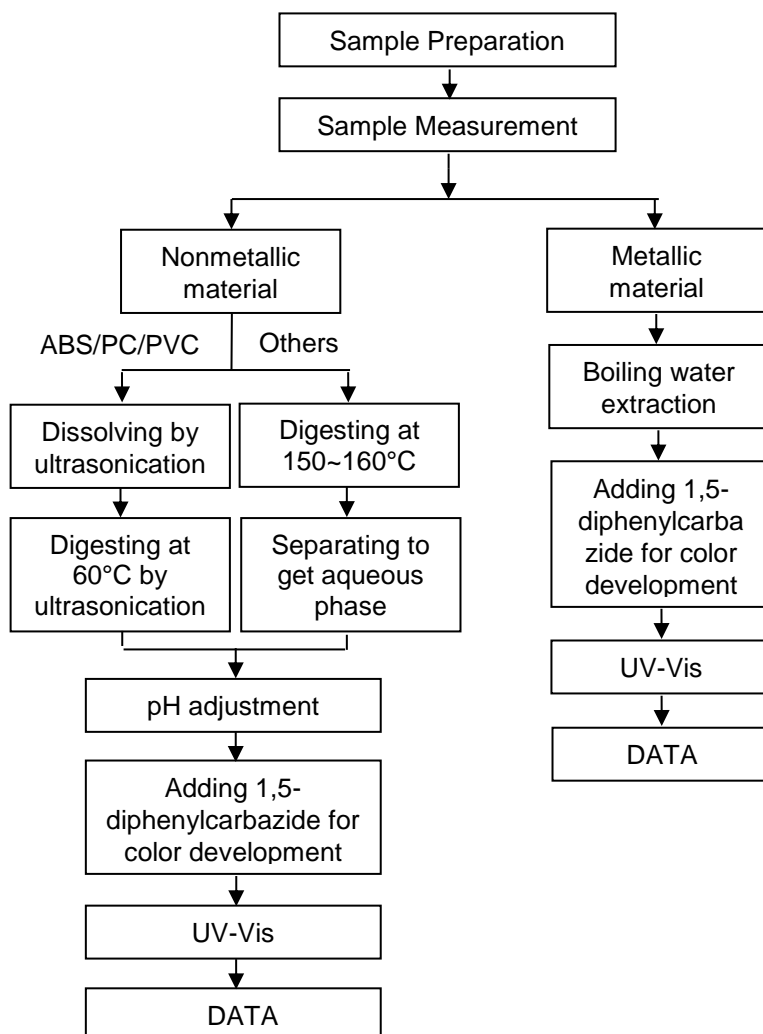 Sample Preparation
Sample Measurement
Nonmetallic
material
Metallic
material
ABS/PC/PVC
Others
Boiling water
extraction
Dissolving by
ultrasonication
Digesting at
150~160°C
Adding 1,5-
diphenylcarba
zide for color
development
Digesting at
60°C by
ultrasonication
Separating to
get aqueous
phase
UV-Vis
pH adjustment
DATA
Adding 1,5-
diphenylcarbazide for
color development
UV-Vis
DATA